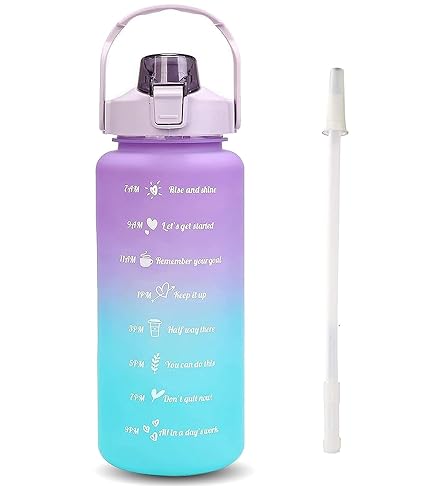 7AM Rise and shine
9AM Let's get started
11AM Remember your goal
1PM Keep it up
3PM Half way there
5PM You can do this
7PM Don't quit now!
9PM All in a day's work